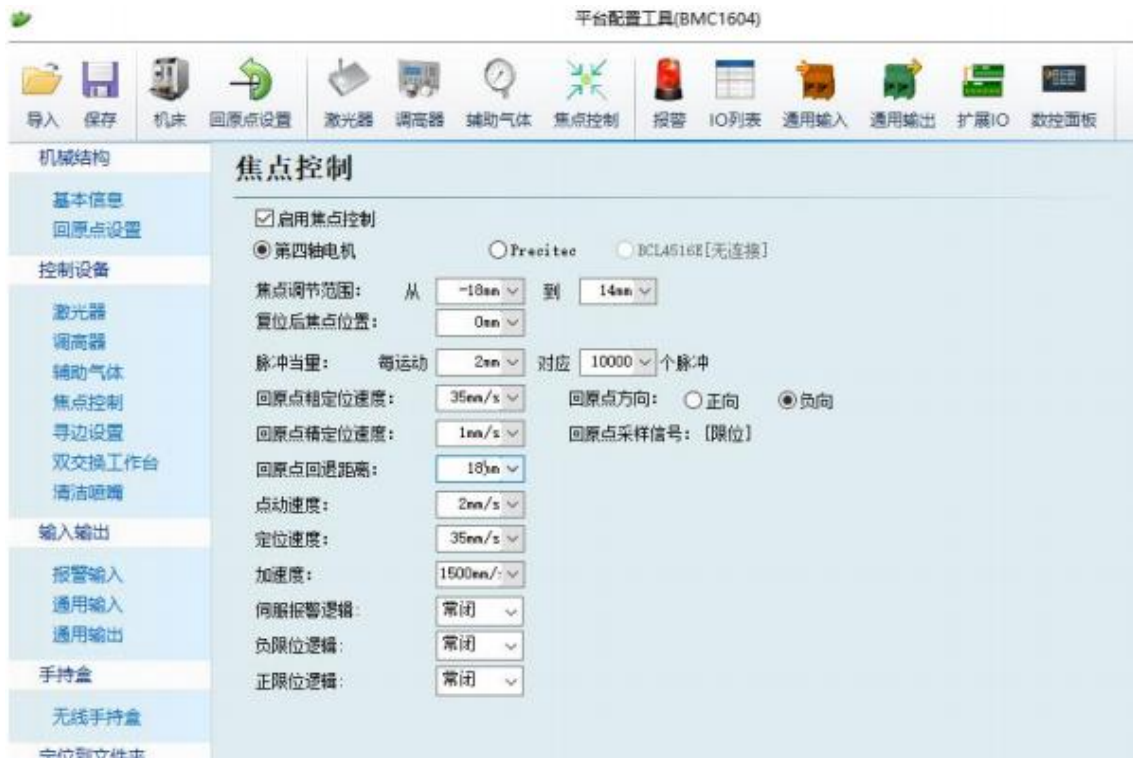 平台配置工具(BMC1604)
导入 保存 机床 回原点设置 激光器 调高器 辅助气体 焦点控制 报警 IO列表 通用输入 通用输出 扩展IO 数控面板
机械结构
基本信息
回原点设置
控制设备
激光器
调高器
辅助气体
焦点控制
寻边设置
双交换工作台
清洁喷嘴
输入输出
报警输入
通用输入
通用输出
手持盒
无线手持盒
定位到文件夹
焦点控制
启用焦点控制
第四轴电机 Precitec BCL4516E[无连接]
焦点调节范围: 从 -18mm 到 14mm
复位后焦点位置: 0mm
脉冲当量: 每运动 2mm 对应 10000 个脉冲
回原点粗定位速度: 35mm/s 回原点方向: 正向 负向
回原点精定位速度: 1mm/s 回原点采样信号: [限位]
回原点回退距离: 18mm
点动速度: 2mm/s
定位速度: 35mm/s
加速度: 1500mm/:
伺服报警逻辑: 常闭
负限位逻辑: 常闭
正限位逻辑: 常闭